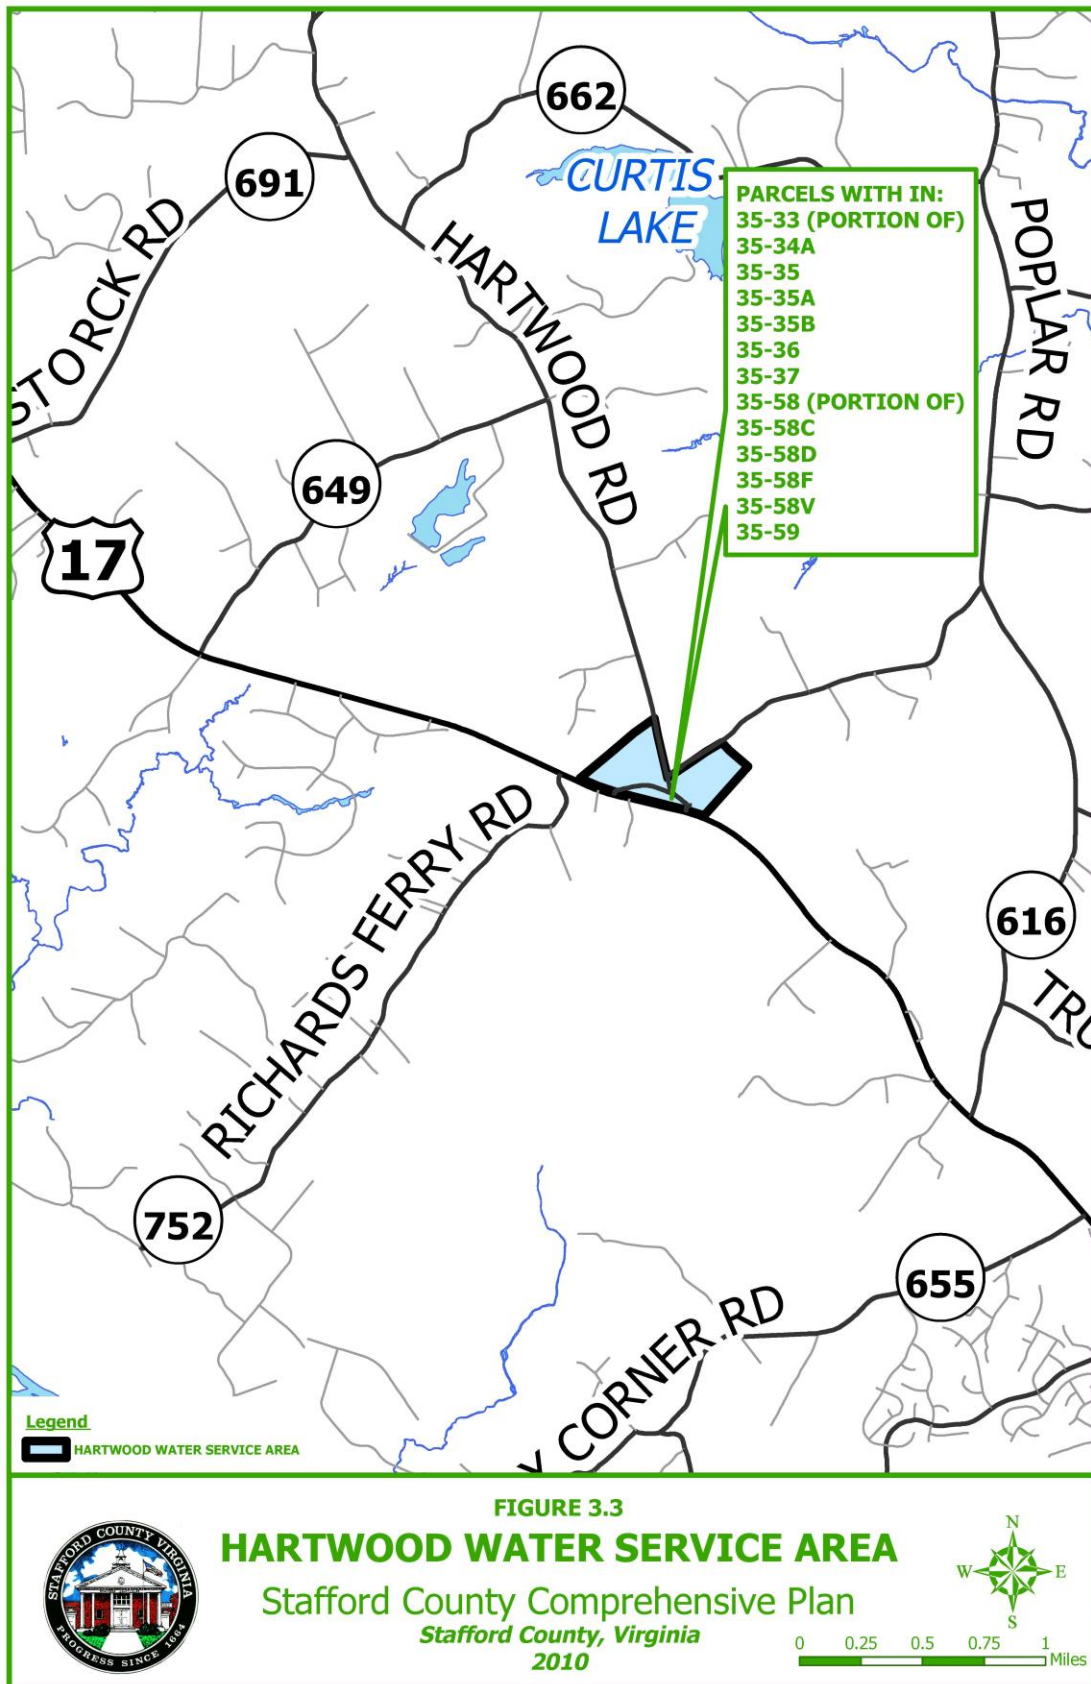 662
691
CURTIS
LAKE
STORCK RD
HARTWOOD RD
POPLAR RD
PARCELS WITH IN:
35-33 (PORTION OF)
35-34A
35-35
35-35A
35-35B
35-36
35-37
35-58 (PORTION OF)
35-58C
35-58D
35-58F
35-58V
35-59
649
17
RICHARDS FERRY RD
616
752
655
CORNER RD
Legend
HARTWOOD WATER SERVICE AREA
FIGURE 3.3
HARTWOOD WATER SERVICE AREA
Stafford County Comprehensive Plan
Stafford County, Virginia
2010
STAFFORD COUNTY VIRGINIA
PROGRESS SINCE 1664
N
W E
S
0 0.25 0.5 0.75 1
Miles